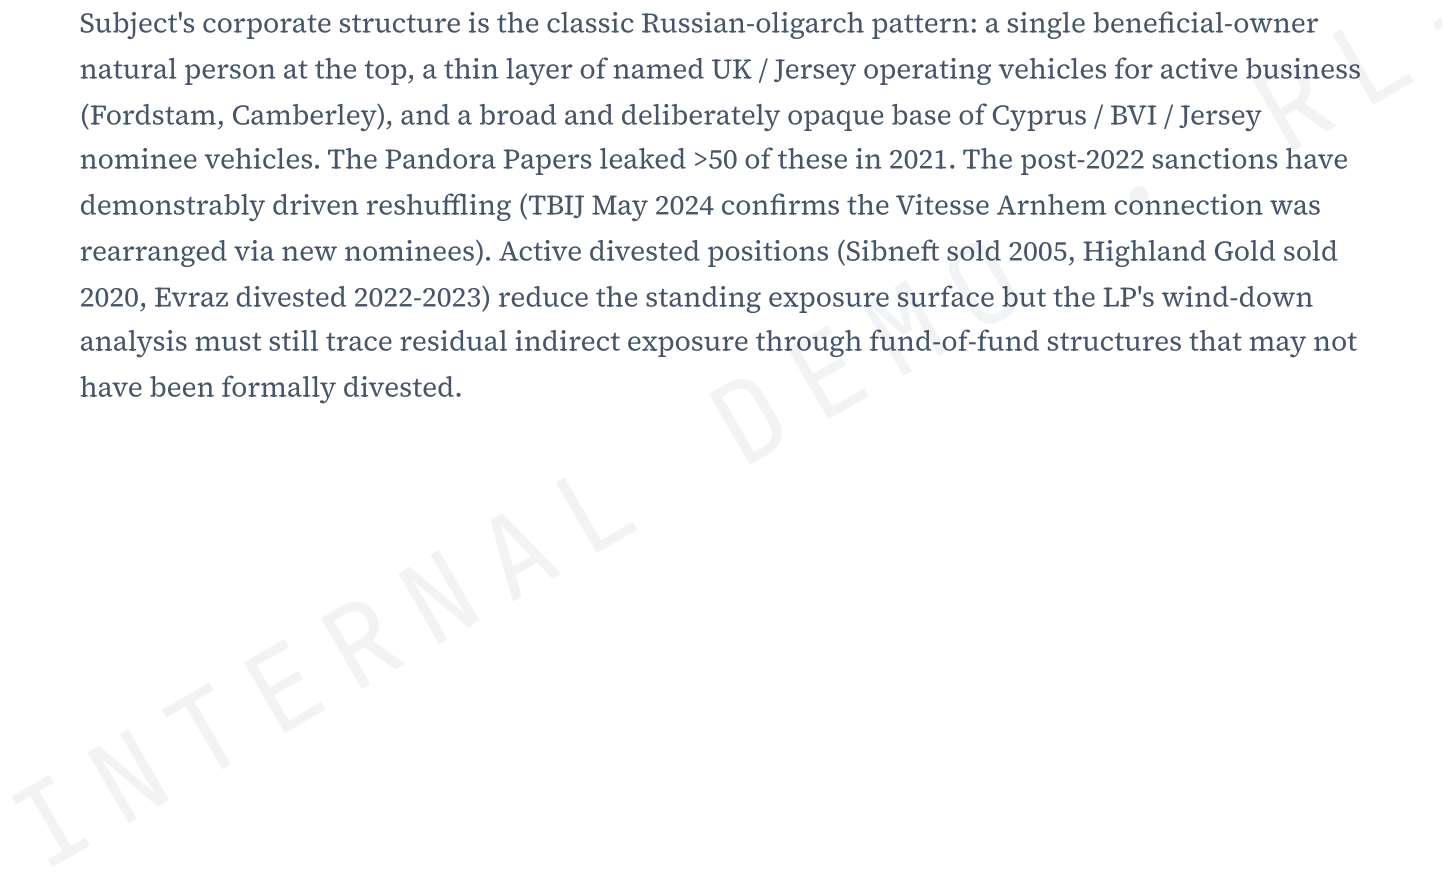 Subject's corporate structure is the classic Russian-oligarch pattern: a single beneficial-owner
natural person at the top, a thin layer of named UK / Jersey operating vehicles for active business
(Fordstam, Camberley), and a broad and deliberately opaque base of Cyprus / BVI / Jersey
nominee vehicles. The Pandora Papers leaked >50 of these in 2021. The post-2022 sanctions have
demonstrably driven reshuffling (TBIJ May 2024 confirms the Vitesse Arnhem connection was
rearranged via new nominees). Active divested positions (Sibneft sold 2005, Highland Gold sold
2020, Evraz divested 2022-2023) reduce the standing exposure surface but the LP's wind-down
analysis must still trace residual indirect exposure through fund-of-fund structures that may not
have been formally divested.
INTERNAL DEMO · RL